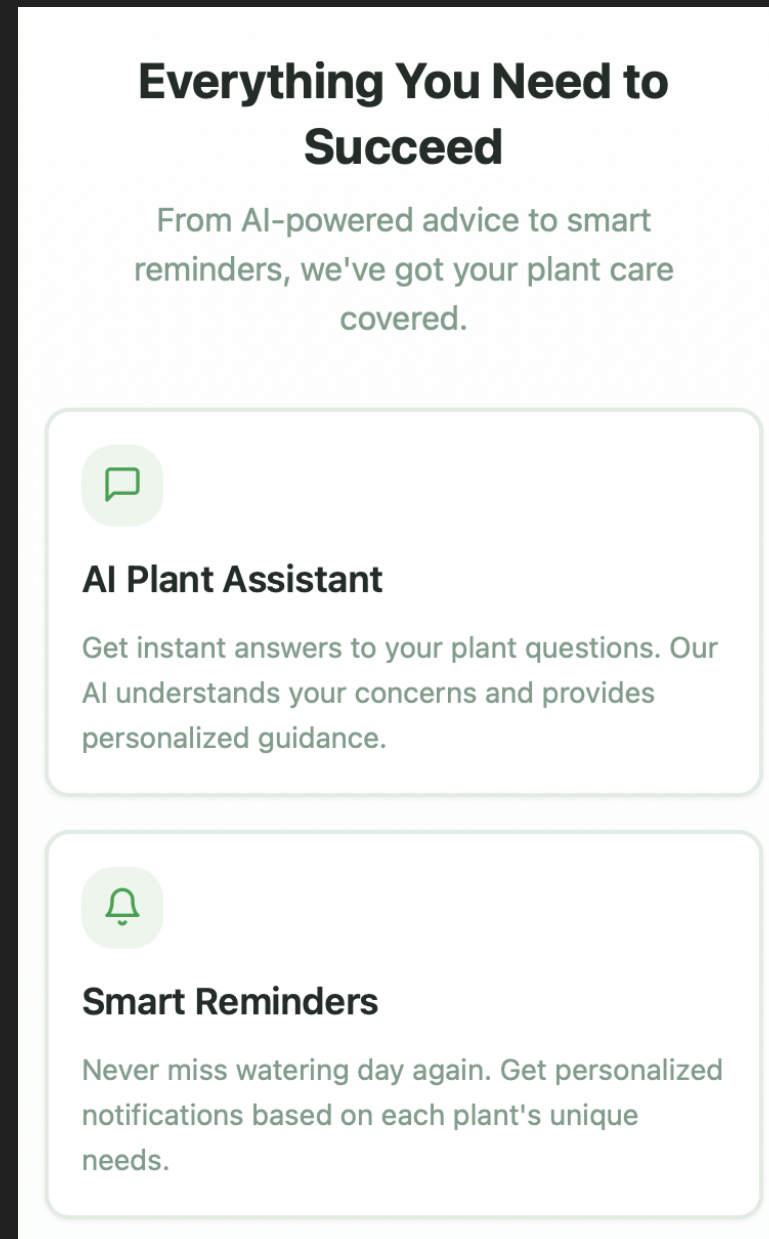 Everything You Need to
Succeed
From AI-powered advice to smart
reminders, we've got your plant care
covered.
AI Plant Assistant
Get instant answers to your plant questions. Our
AI understands your concerns and provides
personalized guidance.
Smart Reminders
Never miss watering day again. Get personalized
notifications based on each plant's unique
needs.